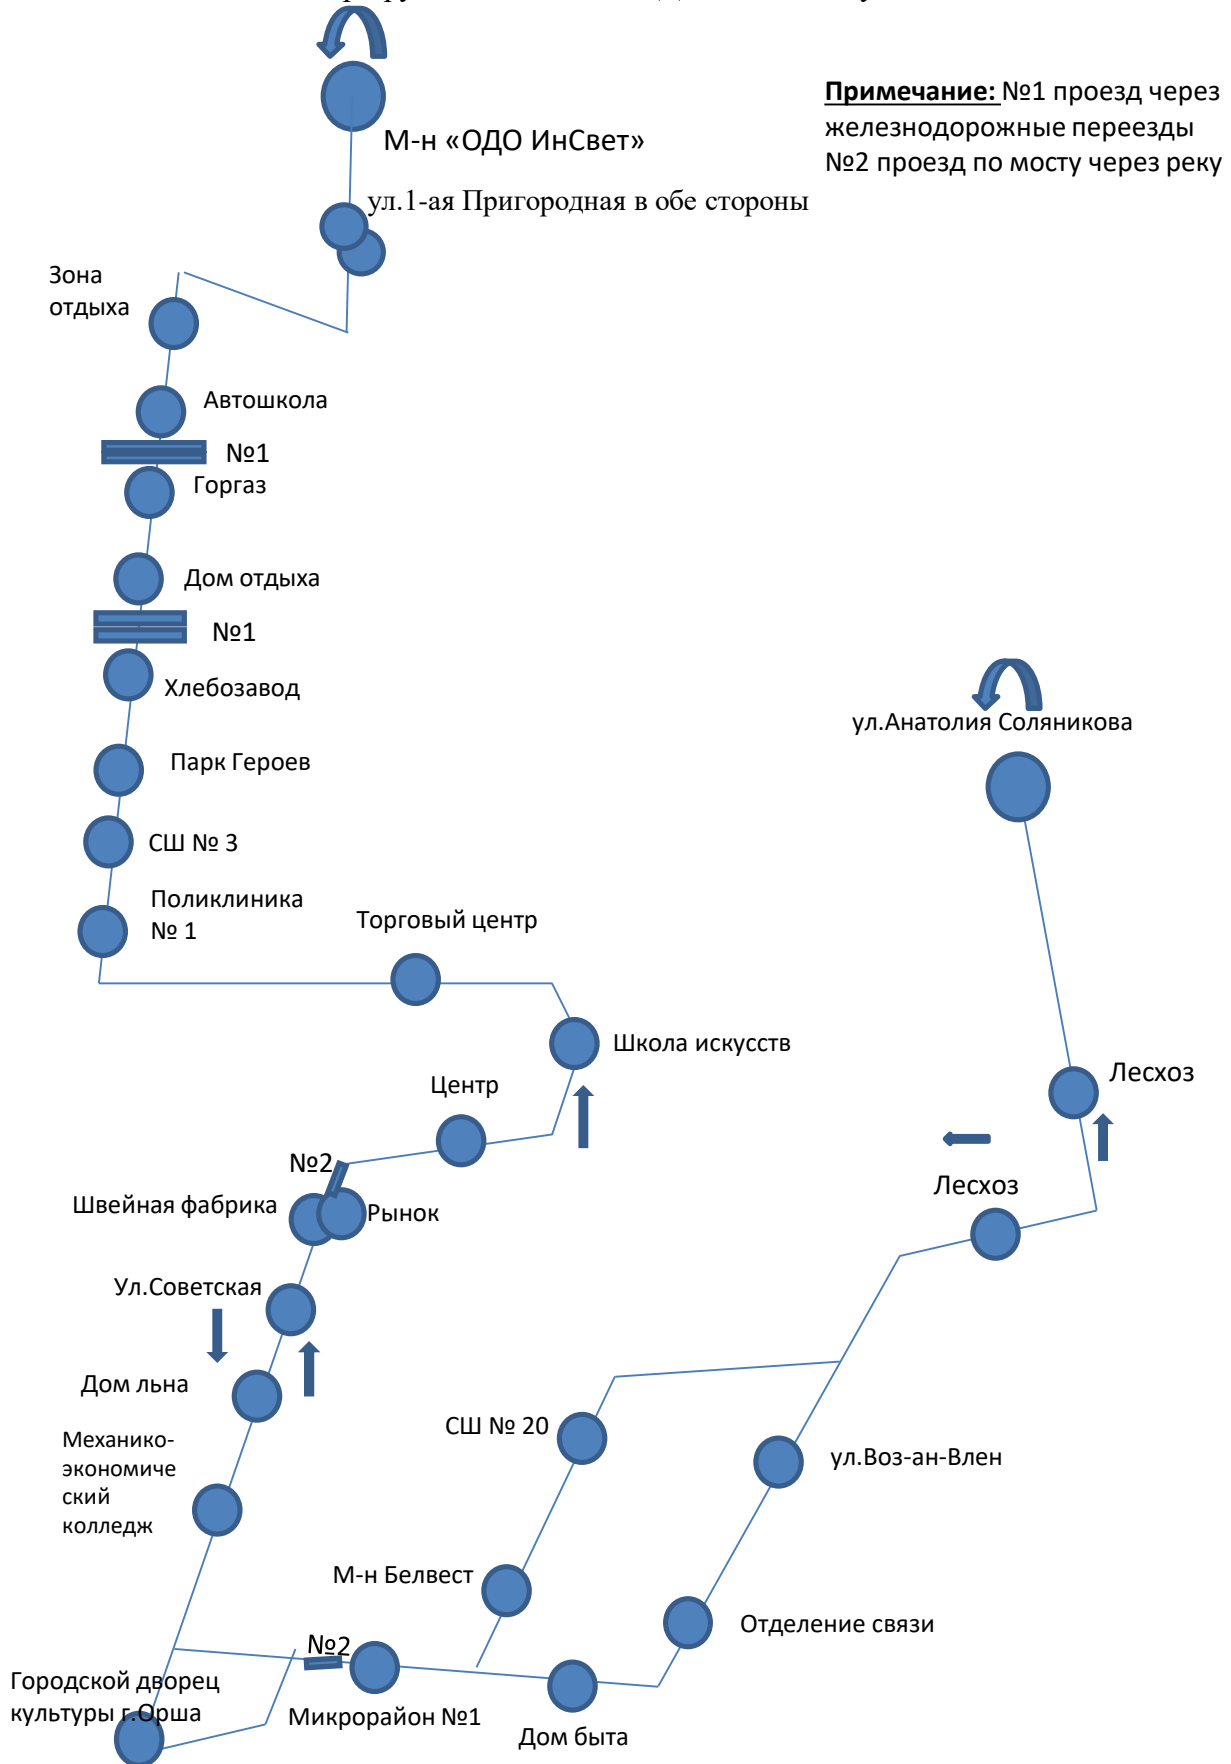 Примечание: №1 проезд через
железнодорожные переезды
№2 проезд по мосту через реку
М-н «ОДО ИнСвет»
ул.1-ая Пригородная в обе стороны
Зона
отдыха
Автошкола
№1
Горгаз
Дом отдыха
№1
Хлебозавод
ул.Анатолия Соляникова
Парк Героев
СШ № 3
Поликлиника
№ 1
Торговый центр
Школа искусств
Центр
Лесхоз
№2
Лесхоз
Швейная фабрика
Рынок
Ул.Советская
Дом льна
СШ № 20
Механико-
экономиче
ский
колледж
ул.Воз-ан-Влен
М-н Белвест
Отделение связи
№2
Городской дворец
культуры г.Орша
Микрорайон №1
Дом быта